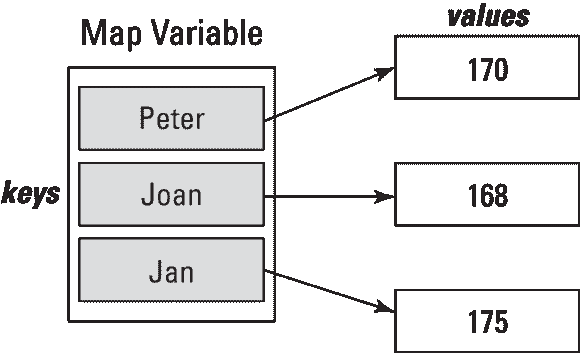 values
Map Variable
170
Peter
keys
Joan
168
Jan
175